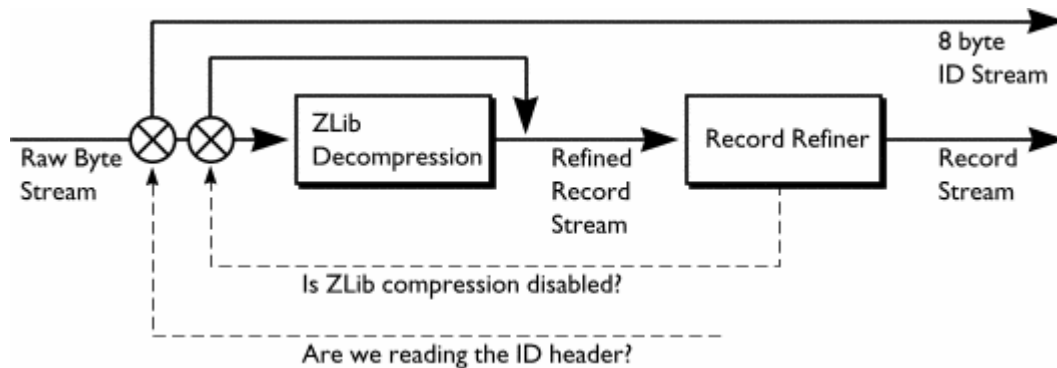 8 byte
ID Stream
ZLib
Decompression
Record Refiner
Raw Byte
Stream
Refined
Record
Stream
Record
Stream
Is ZLib compression disabled?
Are we reading the ID header?